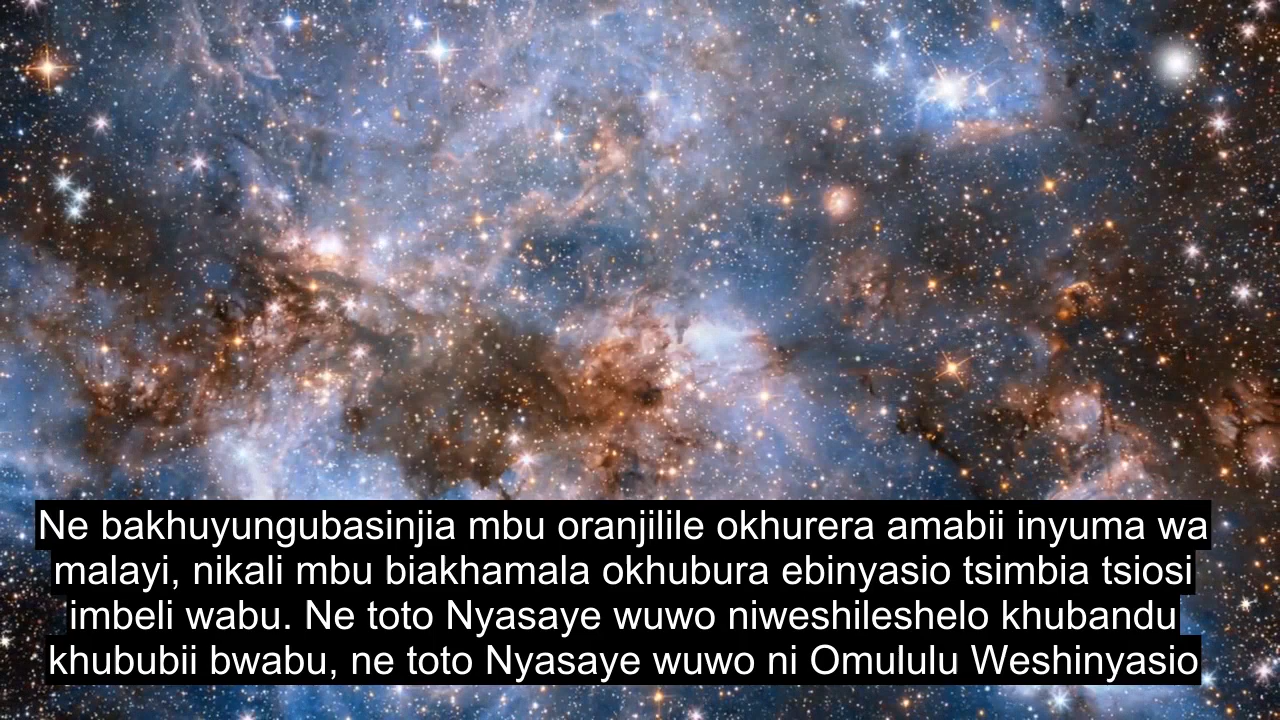 Ne bakhuyungubasinjia mbu oranjilile okhurera amabii inyuma wa
malayi, nikali mbu biakhamala okhubura ebinyasio tsimbia tsiosi
imbeli wabu. Ne toto Nyasaye wuwo niweshileshelo khubandu
khububii bwabu, ne toto Nyasaye wuwo ni Omululu Weshinyasio